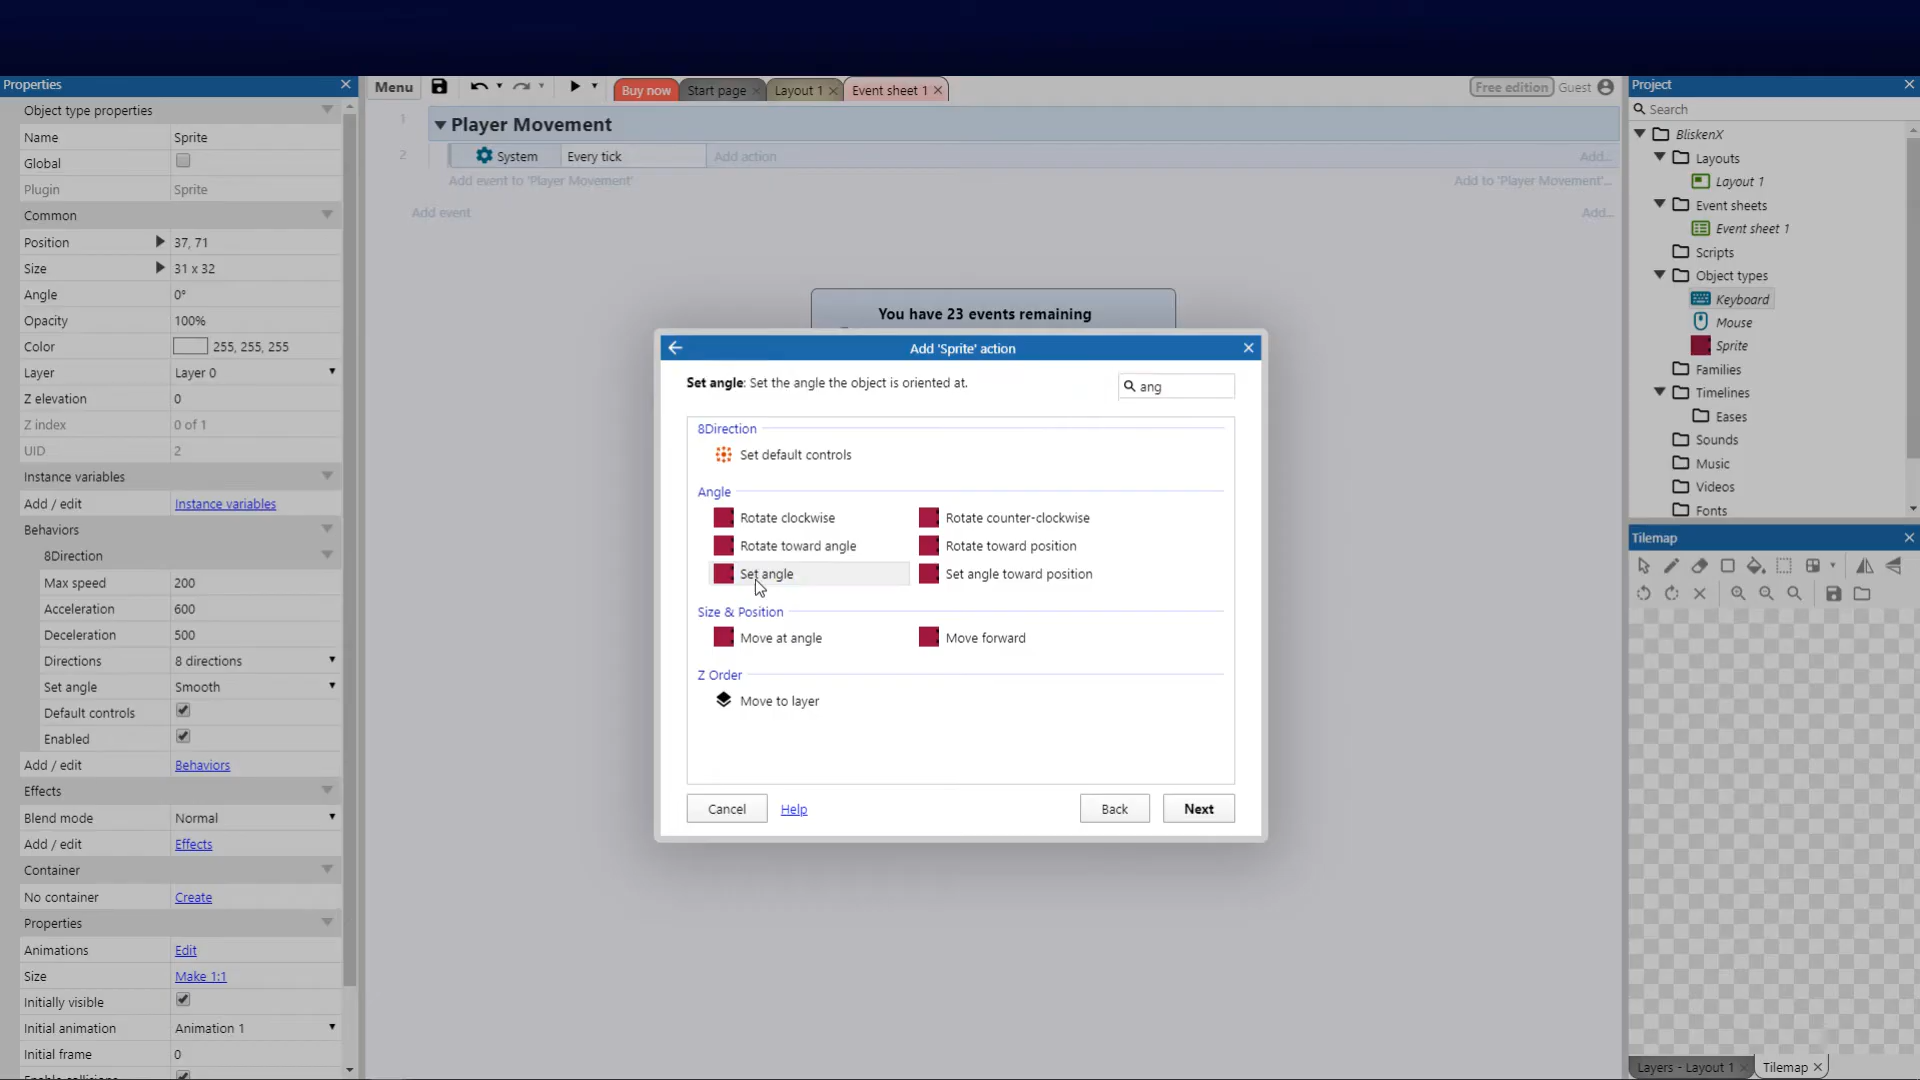 Properties
Menu
Buy now
Start page
Layout 1
Event sheet 1
Free edition
Guest
Project
Object type properties
Name Sprite
Global
Plugin Sprite
Common
Position 37, 71
Size 31 x 32
Angle 0°
Opacity 100%
Color 255, 255, 255
Layer Layer 0
Z elevation 0
Z index 0 of 1
UID 2
Instance variables
Add / edit Instance variables
Behaviors
8Direction
Max speed 200
Acceleration 600
Deceleration 500
Directions 8 directions
Set angle Smooth
Default controls
Enabled
Add / edit Behaviors
Effects
Blend mode Normal
Add / edit Effects
Container
No container Create
Properties
Animations Edit
Size Make 1:1
Initially visible
Initial animation Animation 1
Initial frame 0
1 Player Movement
2 System Every tick Add action Add...
Add event to 'Player Movement' Add to 'Player Movement'...
Add event Add...
You have 23 events remaining
Add 'Sprite' action
Set angle: Set the angle the object is oriented at.
ang
8Direction
Set default controls
Angle
Rotate clockwise Rotate counter-clockwise
Rotate toward angle Rotate toward position
Set angle Set angle toward position
Size & Position
Move at angle Move forward
Z Order
Move to layer
Cancel Help Back Next
Search
BliskenX
Layouts
Layout 1
Event sheets
Event sheet 1
Scripts
Object types
Keyboard
Mouse
Sprite
Families
Timelines
Eases
Sounds
Music
Videos
Fonts
Tilemap
Layers - Layout 1 Tilemap